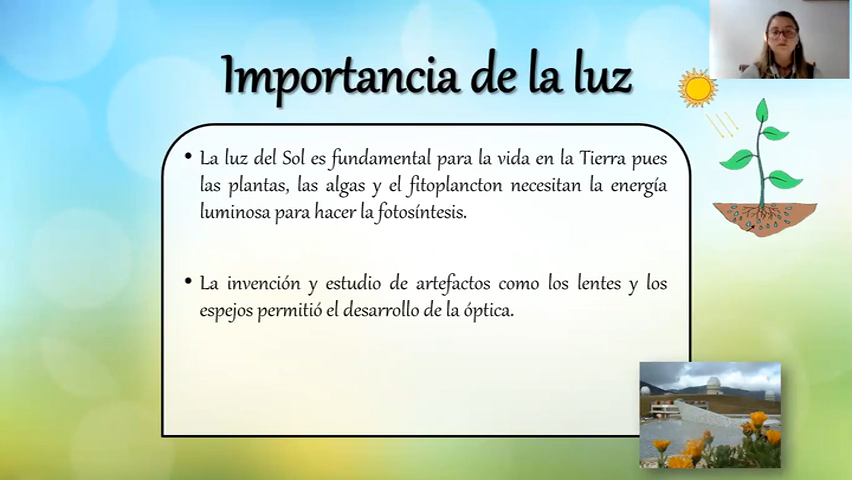 Importancia de la luz
• La luz del Sol es fundamental para la vida en la Tierra pues
las plantas, las algas y el fitoplancton necesitan la energía
luminosa para hacer la fotosíntesis.
• La invención y estudio de artefactos como los lentes y los
espejos permitió el desarrollo de la óptica.